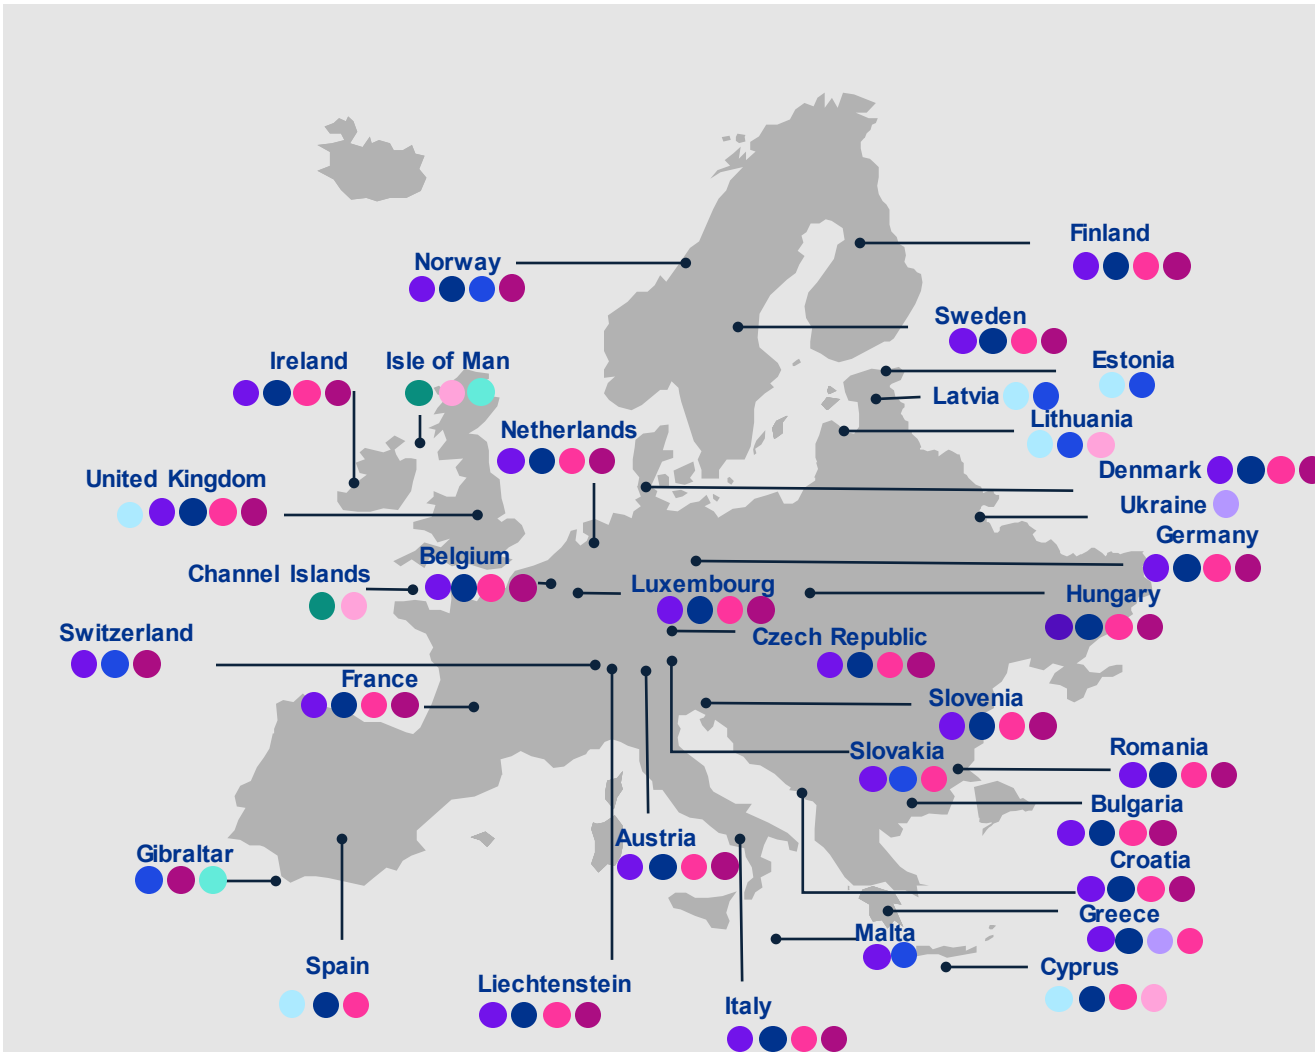 Finland
Norway
Sweden
Ireland
Isle of Man
Estonia
Latvia
Lithuania
Netherlands
Denmark
United Kingdom
Ukraine
Germany
Belgium
Channel Islands
Luxembourg
Hungary
Switzerland
Czech Republic
France
Slovenia
Slovakia
Romania
Bulgaria
Austria
Gibraltar
Croatia
Greece
Malta
Spain
Cyprus
Liechtenstein
Italy